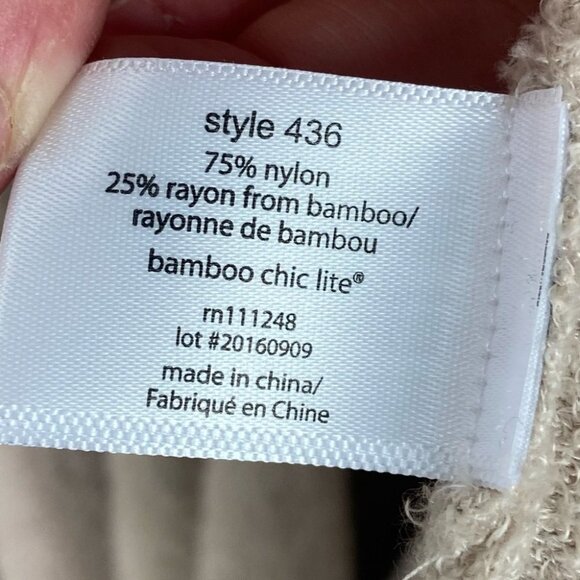 style 436
75% nylon
25% rayon from bamboo/
rayonne de bambou
bamboo chic lite®
rn111248
lot #20160909
made in china/
Fabriqué en Chine